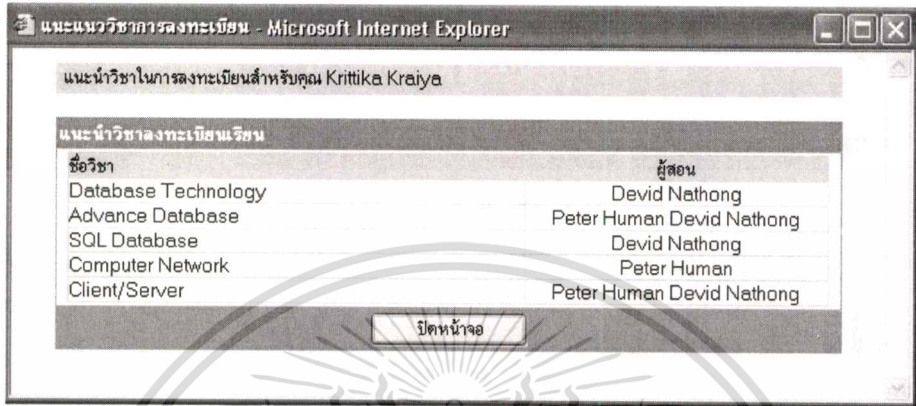 แนะแนววิชาการลงทะเบียน - Microsoft Internet Explorer
แนะนำวิชาในการลงทะเบียนสำหรับคุณ Krittika Kraiya
แนะนำวิชาลงทะเบียนเรียน
ชื่อวิชา ผู้สอน
Database Technology Devid Nathong
Advance Database Peter Human Devid Nathong
SQL Database Devid Nathong
Computer Network Peter Human
Client/Server Peter Human Devid Nathong
ปิดหน้าจอ